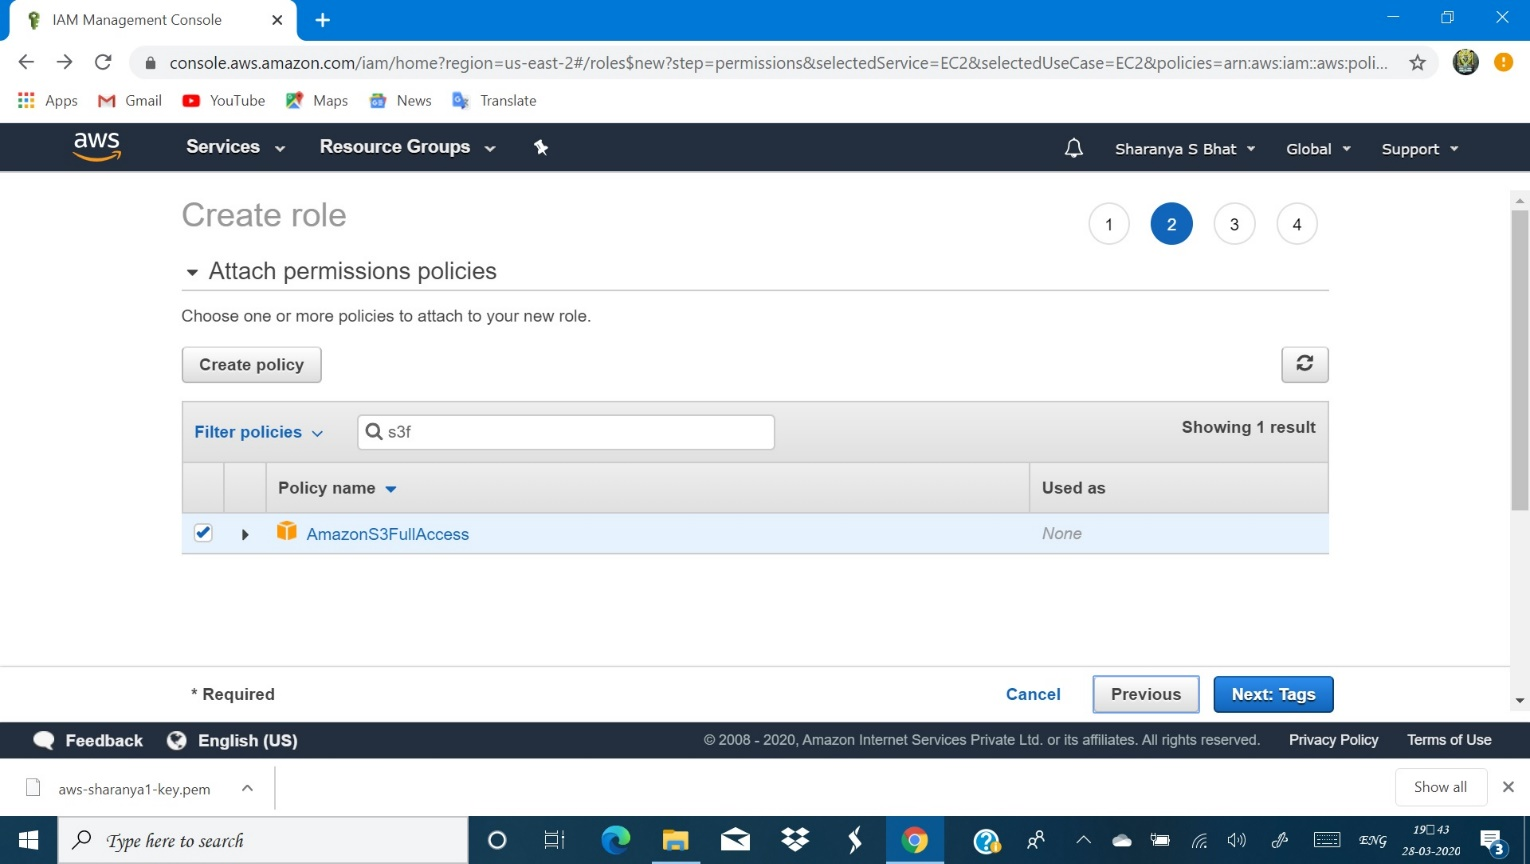 IAM Management Console
console.aws.amazon.com/iam/home?region=us-east-2#/roles$new?step=permissions&selectedService=EC2&selectedUseCase=EC2&policies=arn:aws:iam::aws:poli...
Apps Gmail YouTube Maps News Translate
aws Services Resource Groups Sharanya S Bhat Global Support
Create role 1 2 3 4
Attach permissions policies
Choose one or more policies to attach to your new role.
Create policy
Filter policies s3f Showing 1 result
Policy name Used as
AmazonS3FullAccess None
* Required Cancel Previous Next: Tags
Feedback English (US) © 2008 - 2020, Amazon Internet Services Private Ltd. or its affiliates. All rights reserved. Privacy Policy Terms of Use
aws-sharanya1-key.pem Show all
Type here to search ENG 19□43
28-03-2020 3